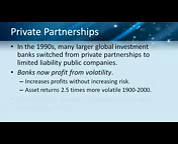 Private Partnerships
• In the 1990s, many larger global investment
banks switched from private partnerships to
limited liability public companies.
• Banks now profit from volatility.
– Increases profits without increasing risk.
– Asset returns 2.5 times more volatile 1900-2000.